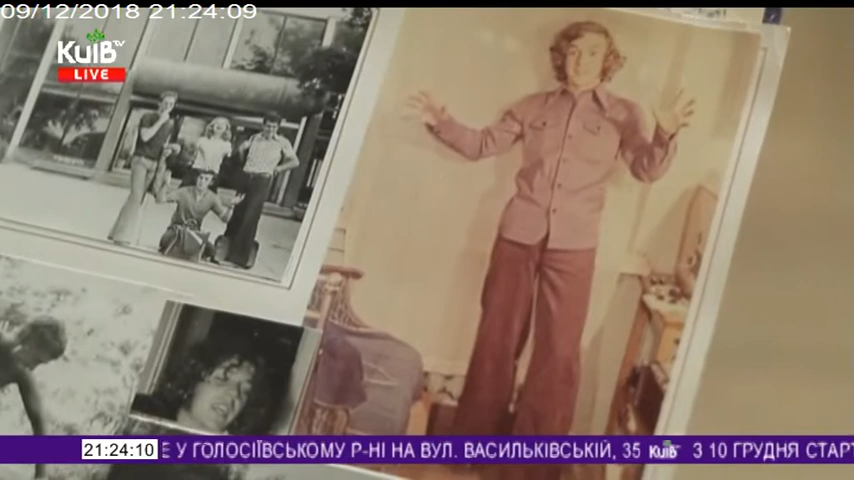 09/12/2018 21:24:09
КиїВ TV
LIVE
21:24:10 Е У ГОЛОСІЇВСЬКОМУ Р-НІ НА ВУЛ. ВАСИЛЬКІВСЬКІЙ, 35 КиїВ З 10 ГРУДНЯ СТАРТ